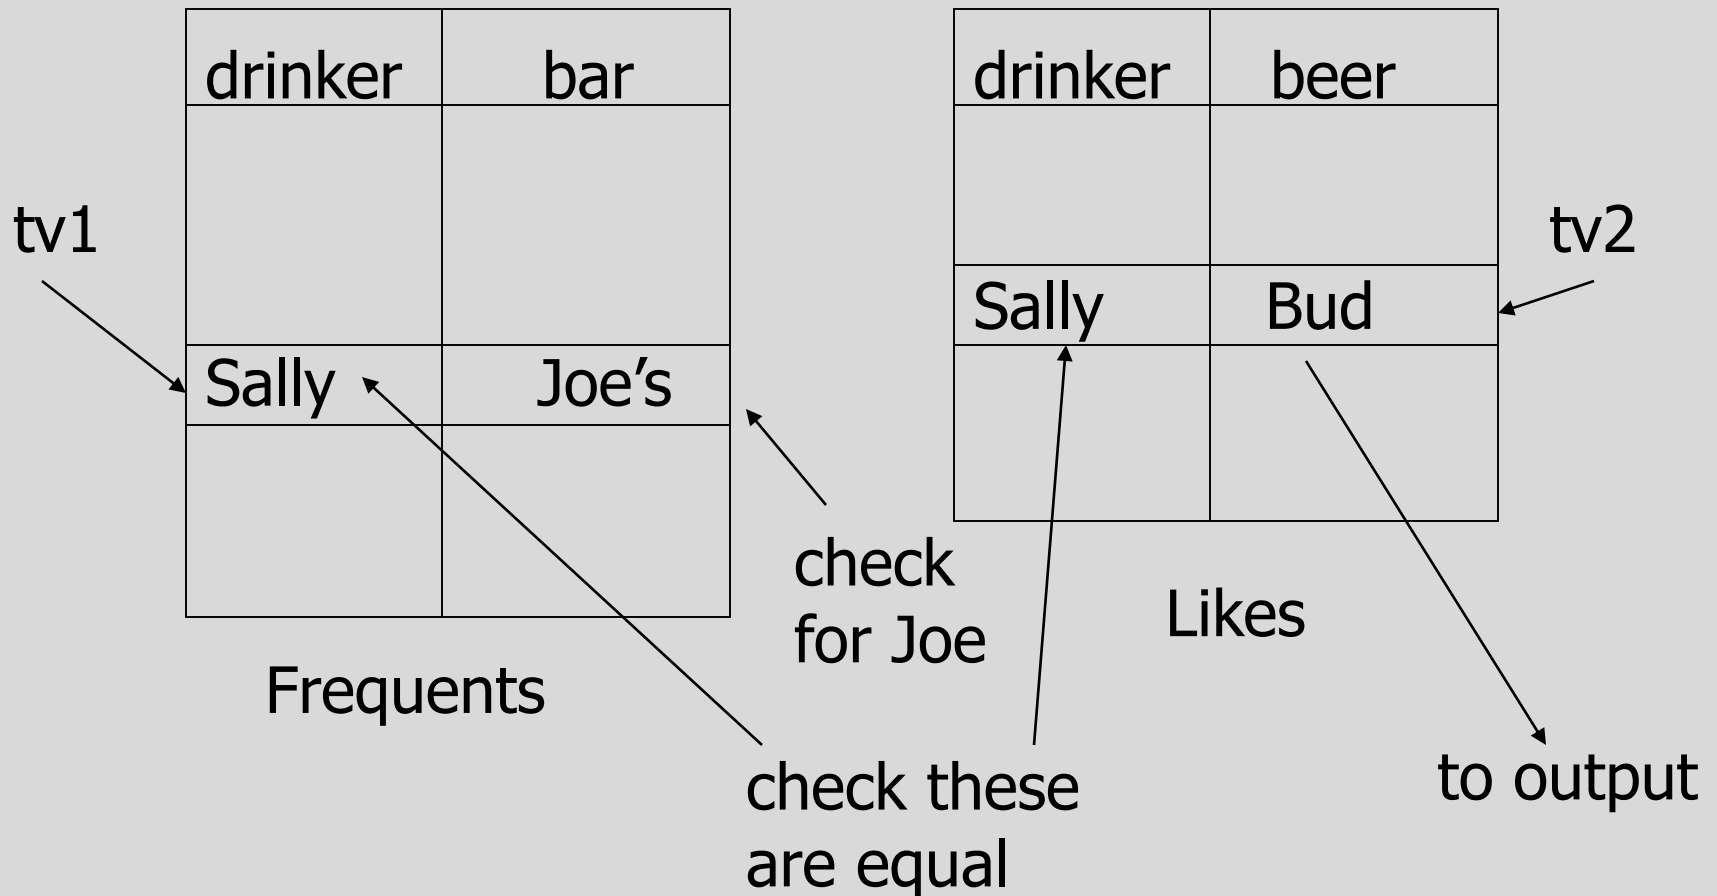 drinker bar
drinker beer
tv1
tv2
Sally Bud
Sally Joe’s
check
for Joe
Likes
Frequents
check these
are equal
to output